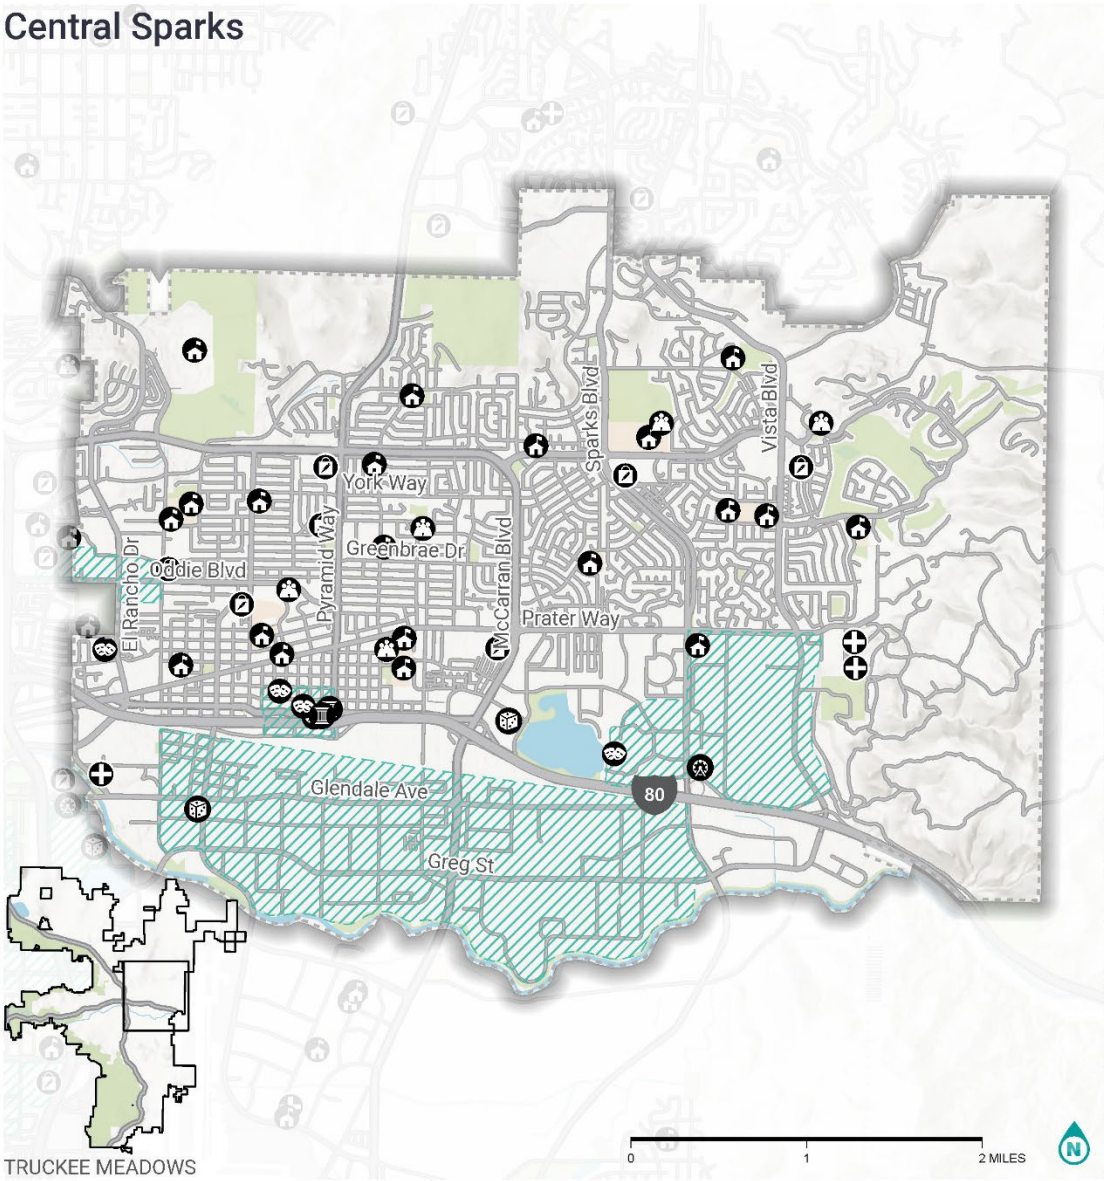 Central Sparks
Sparks Blvd
Vista Blvd
York Way
Pyramid Way
McCarran Blvd
Greenbrae Dr
El Rancho Dr
Oddie Blvd
Prater Way
Glendale Ave
80
Greg St
TRUCKEE MEADOWS
0
1
2 MILES
N